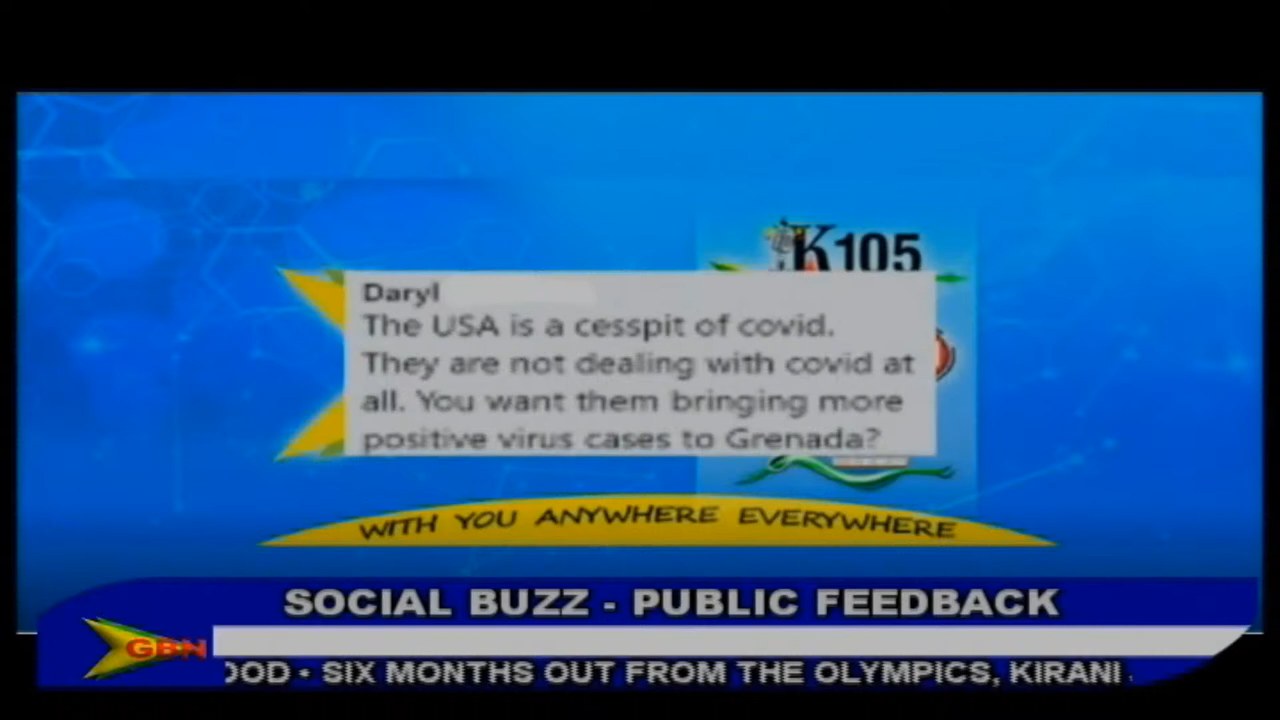 K105
Daryl
The USA is a cesspit of covid.
They are not dealing with covid at
all. You want them bringing more
positive virus cases to Grenada?
WITH YOU ANYWHERE EVERYWHERE
SOCIAL BUZZ - PUBLIC FEEDBACK
GBN
OOD • SIX MONTHS OUT FROM THE OLYMPICS, KIRANI